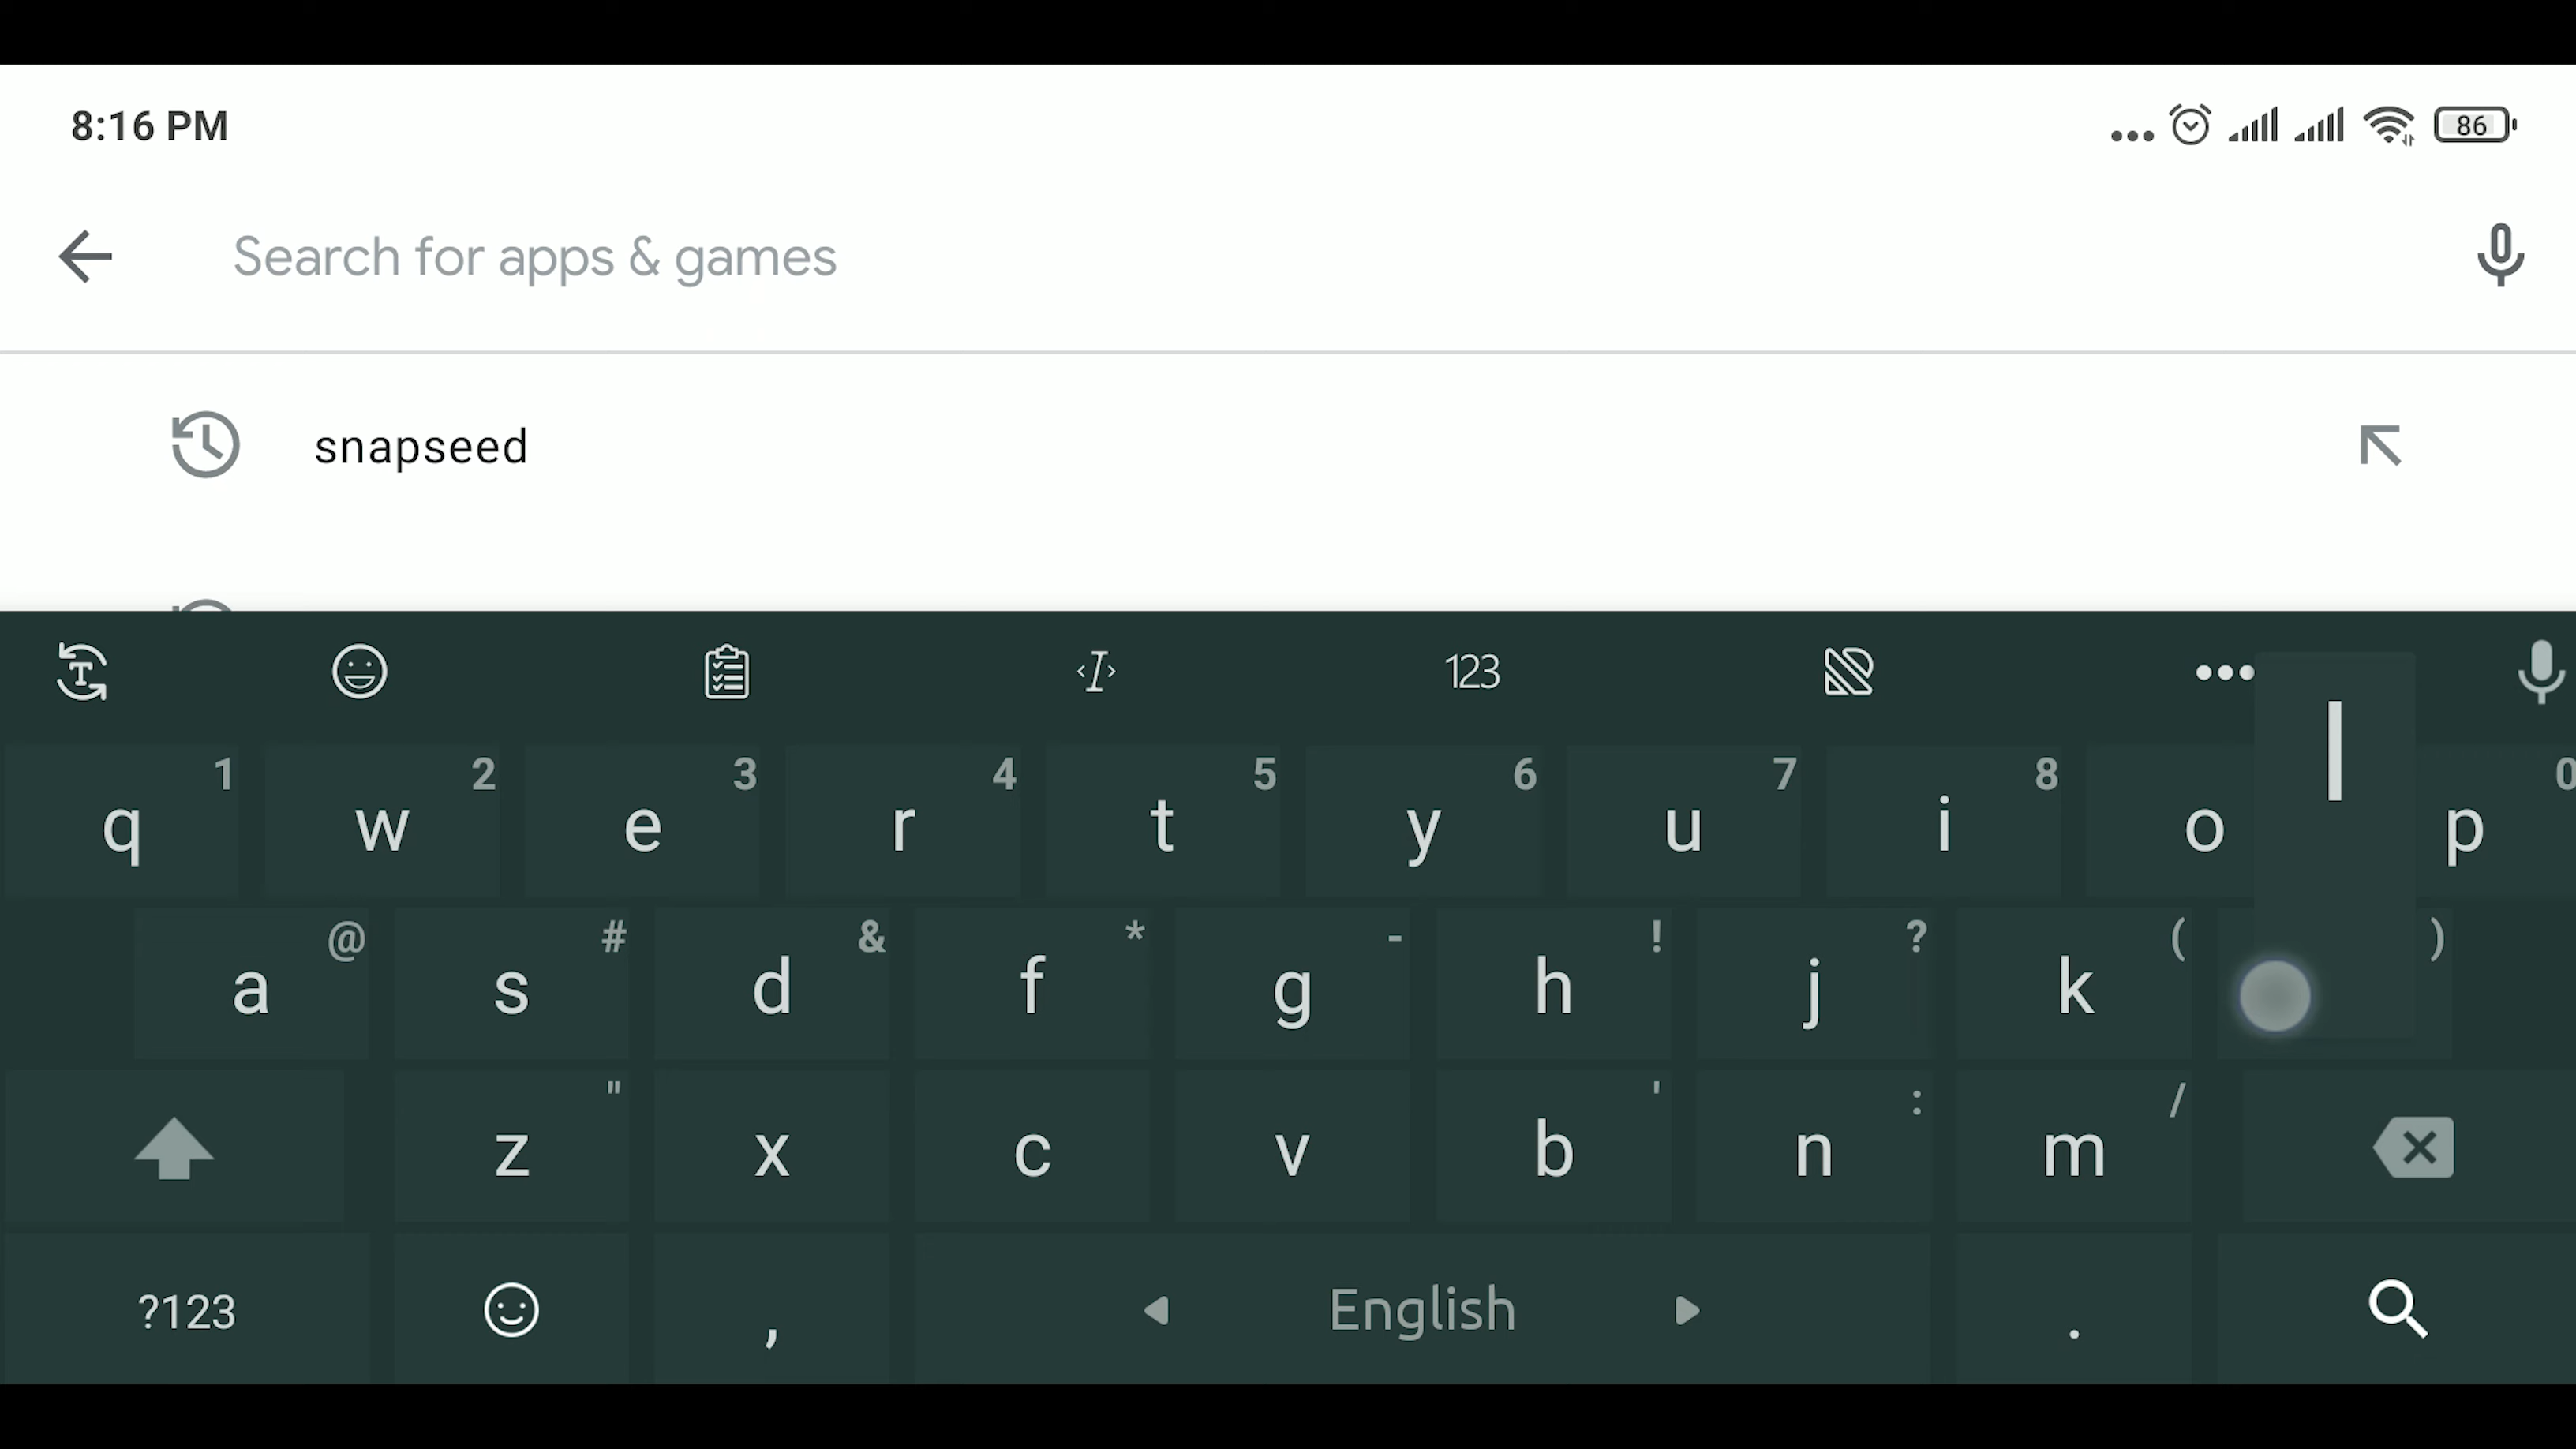 8:16 PM 86
Search for apps & games
snapseed
123
1 2 3 4 5 6 7 8 0
q w e r t y u i o p
@ # & * - ! ? ( )
a s d f g h j k l
" ' : /
z x c v b n m
?123 , English .